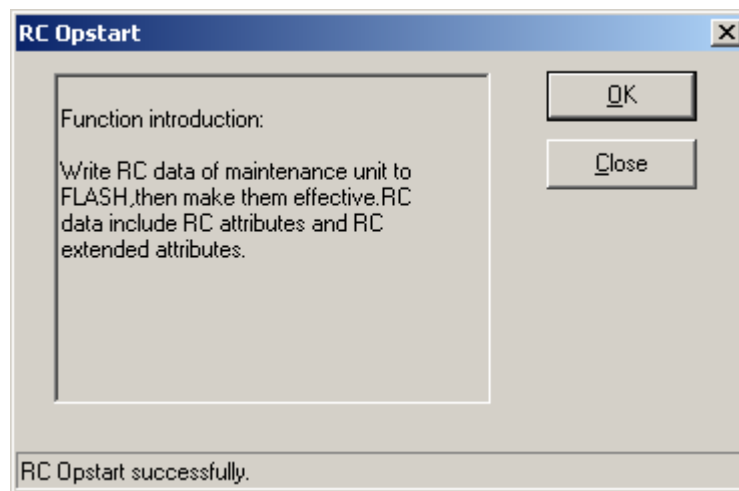 RC Opstart
Function introduction:
Write RC data of maintenance unit to
FLASH,then make them effective.RC
data include RC attributes and RC
extended attributes.
OK
Close
RC Opstart successfully.